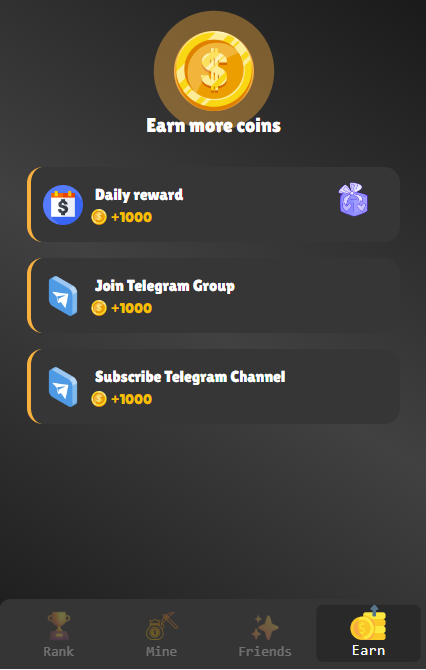 Earn more coins
Daily reward
+1000
Join Telegram Group
+1000
Subscribe Telegram Channel
+1000
Rank Mine Friends Earn